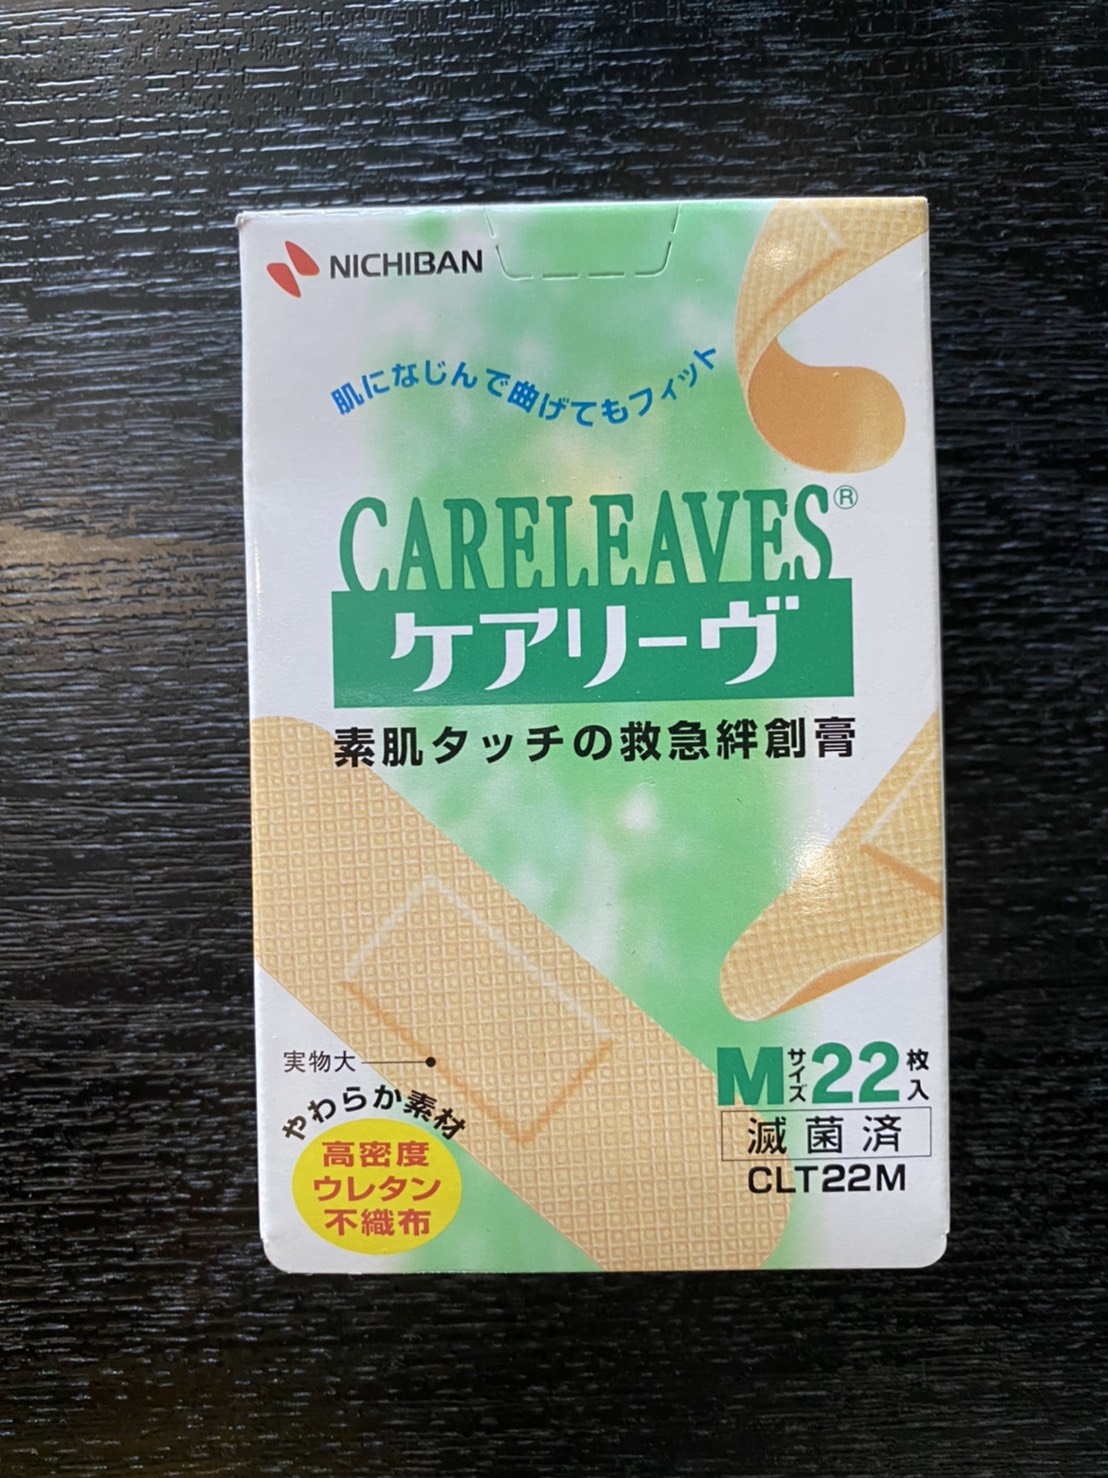 NICHIBAN
肌になじんで曲げてもフィット
CARELEAVES®
ケアリーヴ
素肌タッチの救急絆創膏
実物大
やわらか素材
高密度
ウレタン
不織布
Mサイズ22枚入
滅菌済
CLT22M